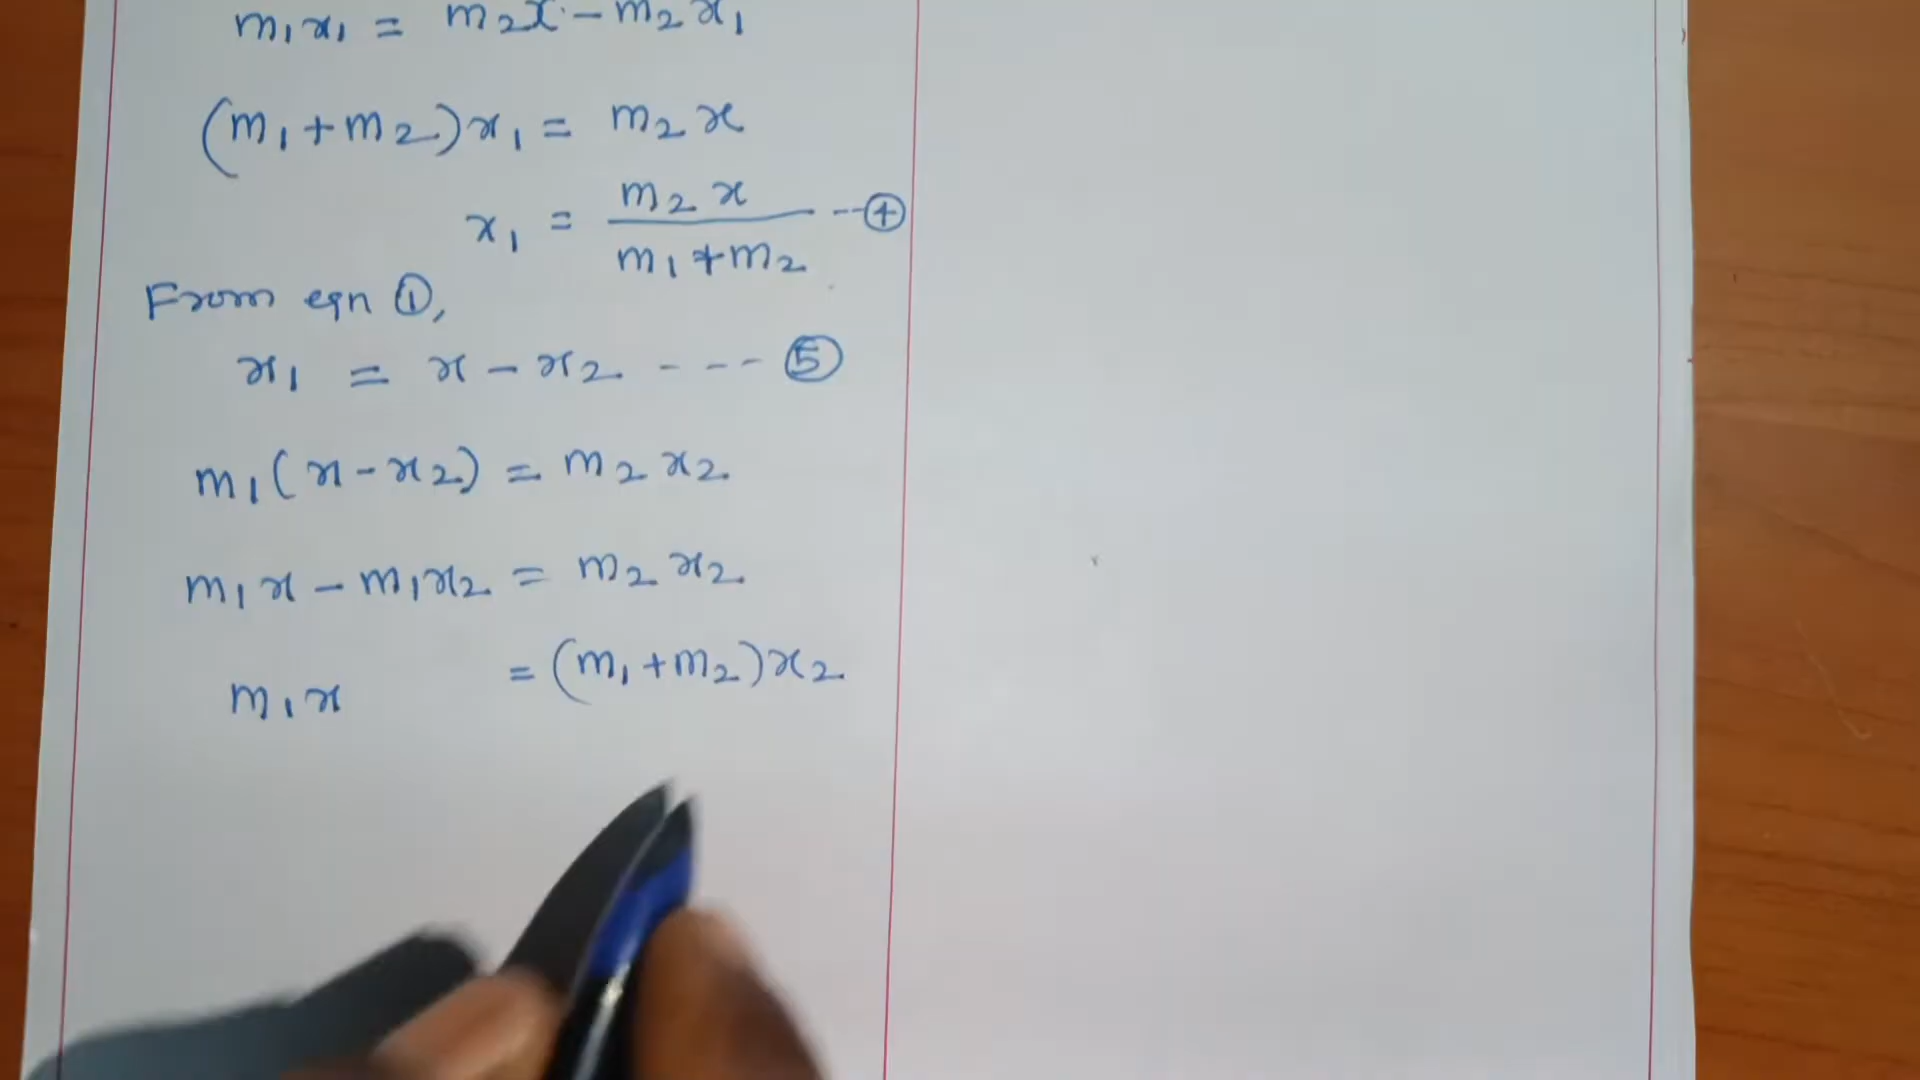 m₁x₁ = m₂x - m₂x₁
(m₁+m₂)x₁ = m₂x
x₁ = m₂x / m₁+m₂ --④
From eqn ①,
x₁ = x - x₂ ---- ⑤
m₁(x-x₂) = m₂x₂
m₁x - m₁x₂ = m₂x₂
m₁x = (m₁+m₂)x₂